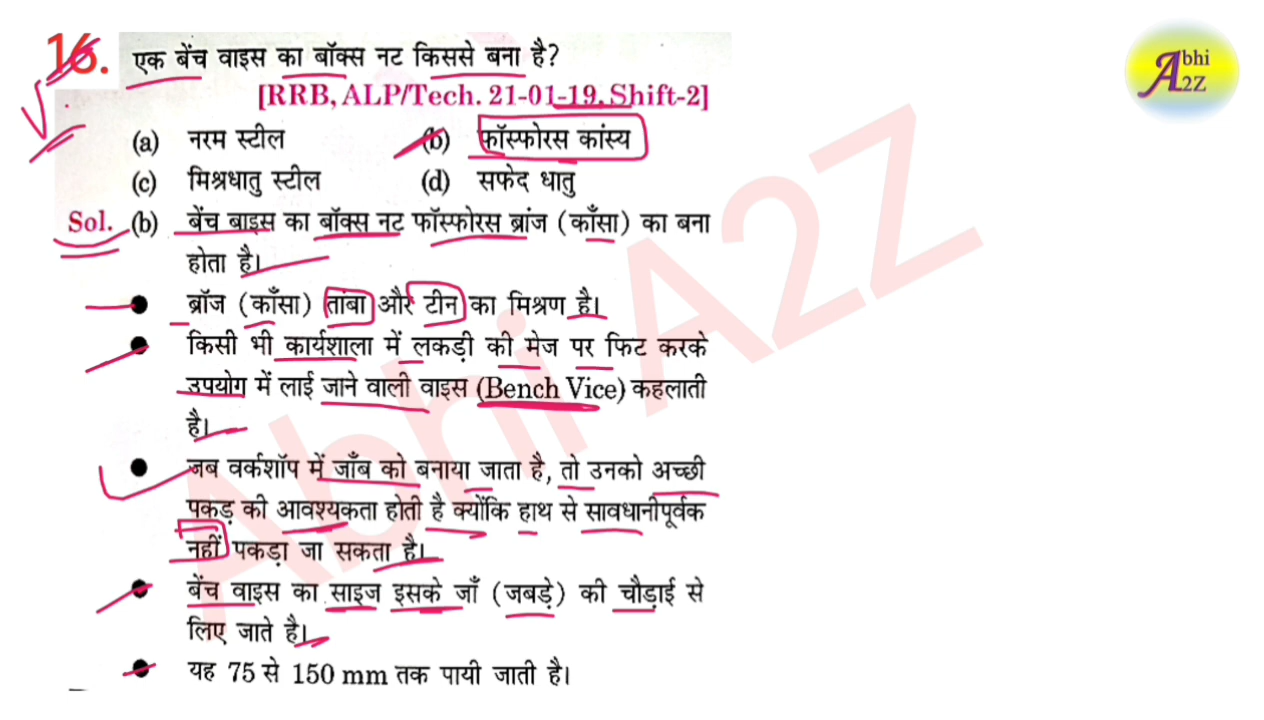 16. एक बेंच वाइस का बॉक्स नट किससे बना है?
[RRB, ALP/Tech. 21-01-19, Shift-2]
(a) नरम स्टील (b) फॉस्फोरस कांस्य
(c) मिश्रधातु स्टील (d) सफेद धातु
Sol. (b) बेंच बाइस का बॉक्स नट फॉस्फोरस ब्रांज (काँसा) का बना
होता है।
● ब्रॉज (काँसा) तांबा और टीन का मिश्रण है।
● किसी भी कार्यशाला में लकड़ी की मेज पर फिट करके
उपयोग में लाई जाने वाली वाइस (Bench Vice) कहलाती
है।
● जब वर्कशॉप में जॉब को बनाया जाता है, तो उनको अच्छी
पकड़ की आवश्यकता होती है क्योंकि हाथ से सावधानीपूर्वक
नहीं पकड़ा जा सकता है।
● बेंच वाइस का साइज इसके जॉ (जबड़े) की चौड़ाई से
लिए जाते है।
● यह 75 से 150 mm तक पायी जाती है।
Abhi A2Z
Abhi
A2Z